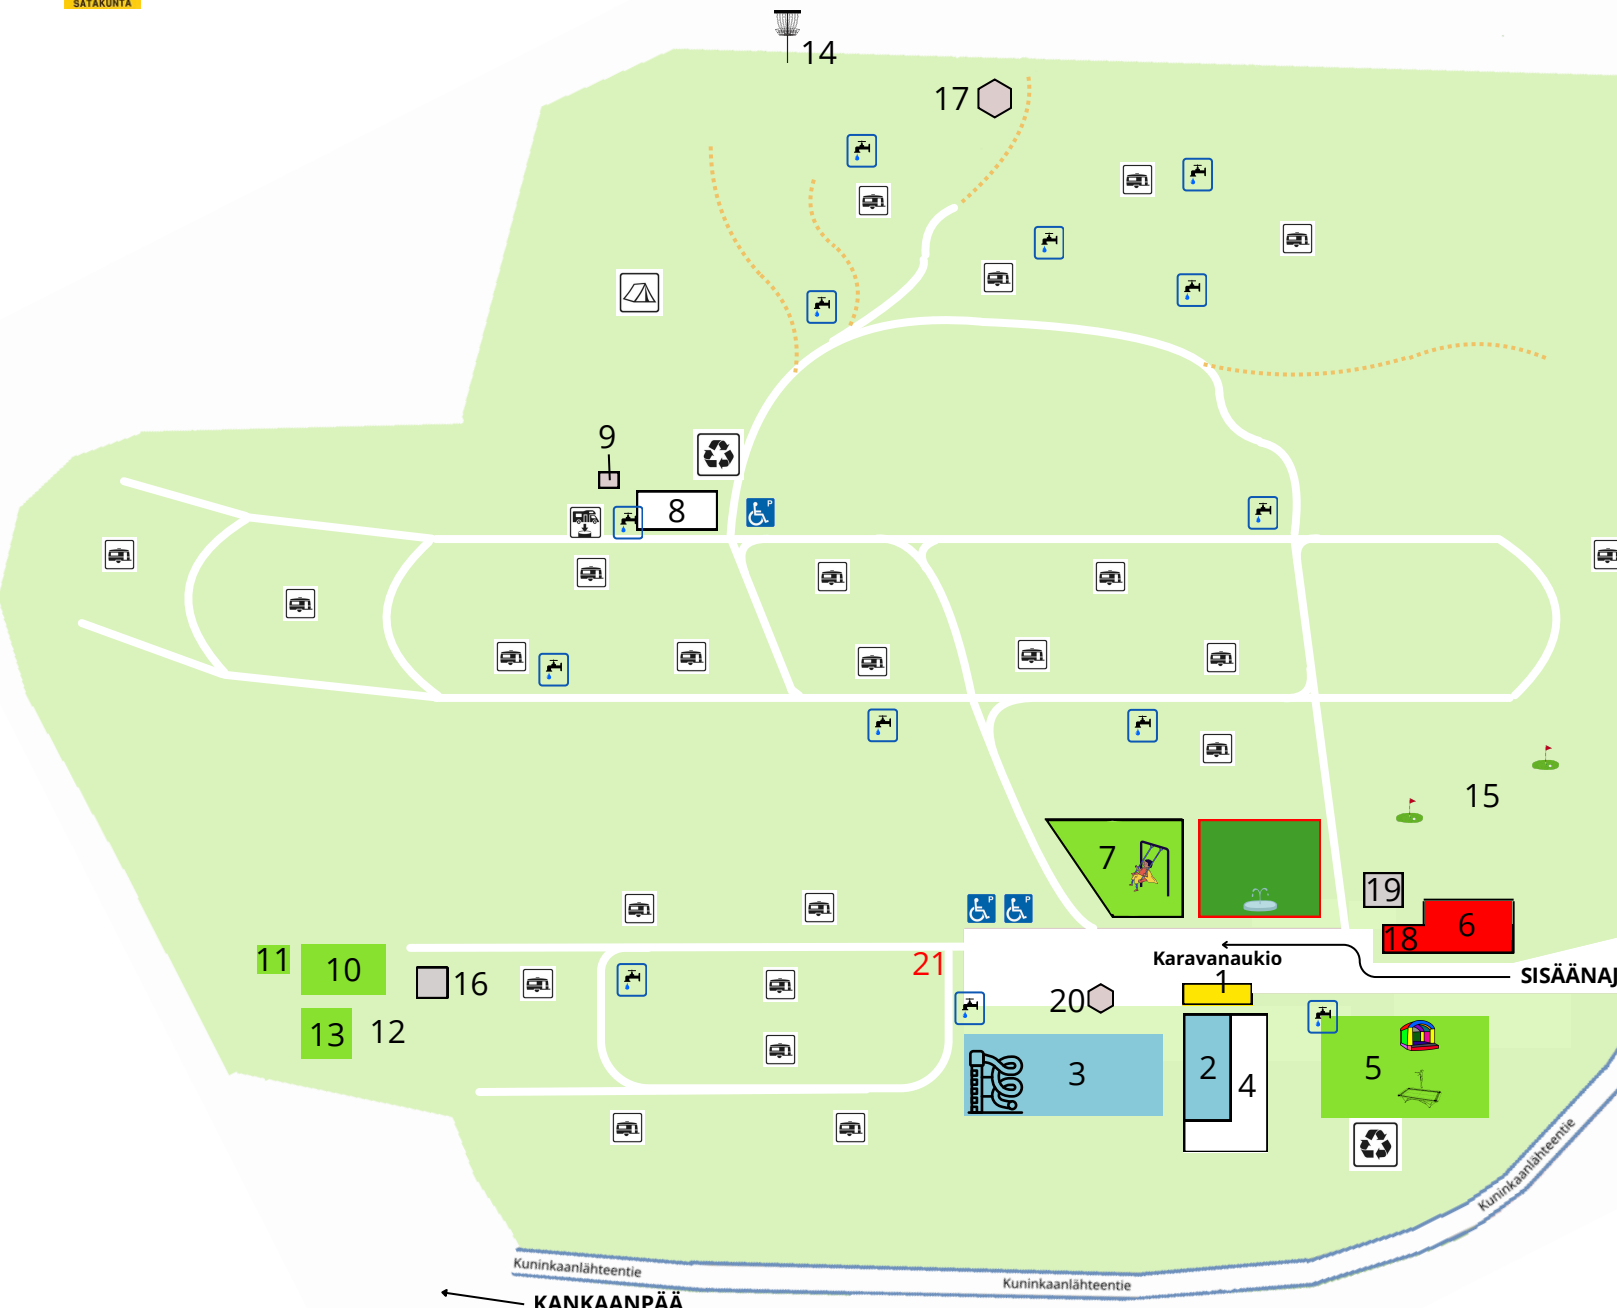 SATAKUNTA
14
17
9
8
15
7
19
6
18
21
Karavanaukio
SISÄÄNAJ
11
10
16
1
20
13
12
3
2
4
5
Kuninkaanlähteentie
Kuninkaanlähteentie
Kuninkaanlähteentie
KANKAANPÄÄ
P
P
P